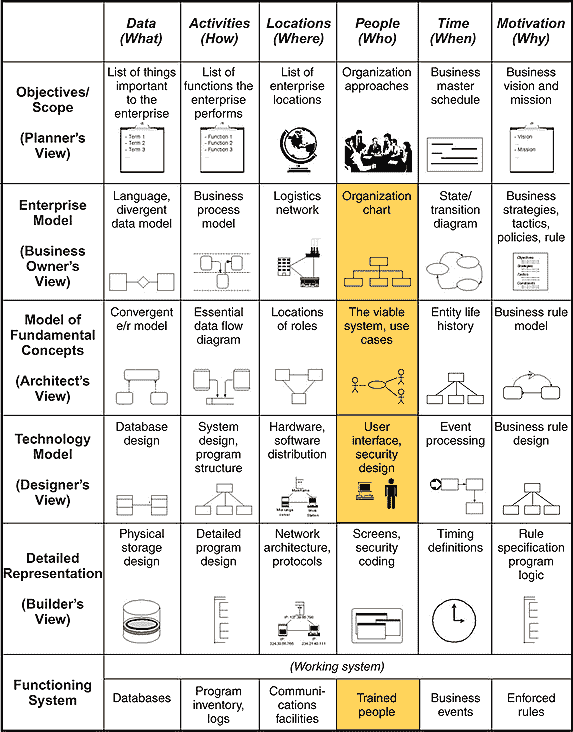 Data
(What)
Activities
(How)
Locations
(Where)
People
(Who)
Time
(When)
Motivation
(Why)
Objectives/
Scope
(Planner's
View)
List of things
important
to the
enterprise
- Term 1
- Term 2
- Term 3
List of
functions the
enterprise
performs
- Function 1
- Function 2
- Function 3
List of
enterprise
locations
Organization
approaches
Business
master
schedule
Business
vision and
mission
- Vision
- Mission
Enterprise
Model
(Business
Owner's
View)
Language,
divergent
data model
Business
process
model
Logistics
network
Organization
chart
State/
transition
diagram
Business
strategies,
tactics,
policies, rule
Objectives
Strategies
Tactics
Constraints
Model of
Fundamental
Concepts
(Architect's
View)
Convergent
e/r model
Essential
data flow
diagram
Locations
of roles
The viable
system, use
cases
Entity life
history
Business rule
model
Technology
Model
(Designer's
View)
Database
design
System
design,
program
structure
Hardware,
software
distribution
Mainframe
User
interface,
security
design
Event
processing
Business rule
design
Detailed
Representation
(Builder's
View)
Physical
storage
design
Detailed
program
design
Network
architecture,
protocols
Screens,
security
coding
Timing
definitions
Rule
specification
program
logic
Functioning
System
(Working system)
Databases
Program
inventory,
logs
Communi-
cations
facilities
Trained
people
Business
events
Enforced
rules